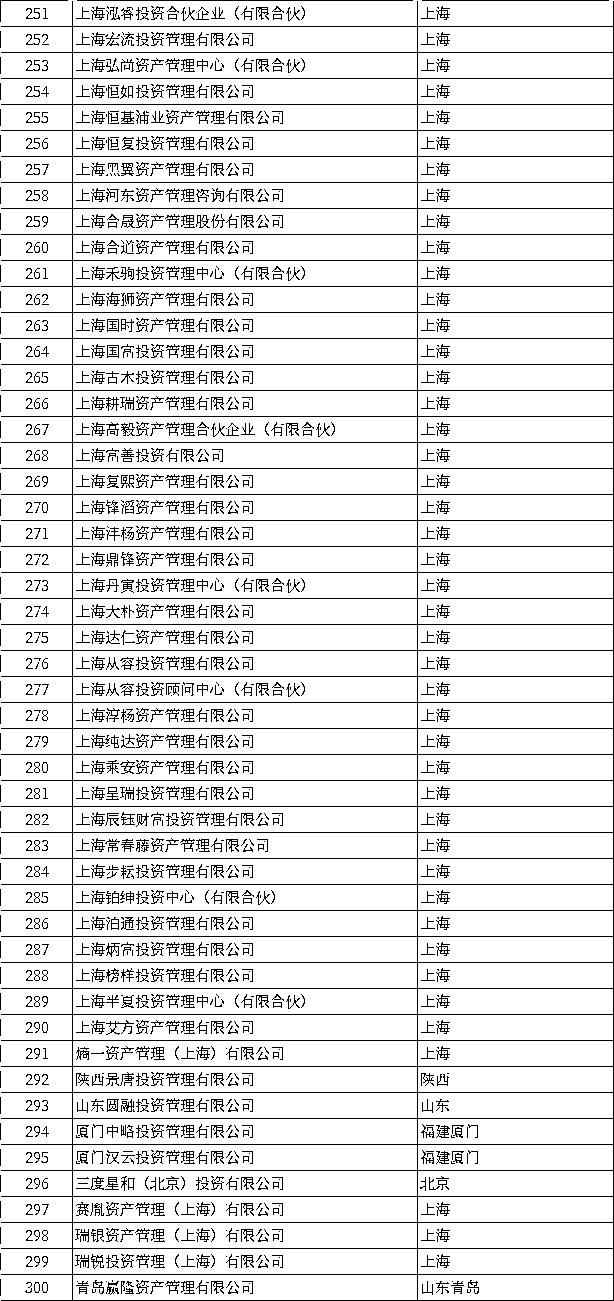 251 上海泓睿投资合伙企业（有限合伙） 上海
252 上海宏流投资管理有限公司 上海
253 上海弘尚资产管理中心（有限合伙） 上海
254 上海恒如投资管理有限公司 上海
255 上海恒基浦业资产管理有限公司 上海
256 上海恒复投资管理有限公司 上海
257 上海黑翼资产管理有限公司 上海
258 上海河东资产管理咨询有限公司 上海
259 上海合晟资产管理股份有限公司 上海
260 上海合道资产管理有限公司 上海
261 上海禾驹投资管理中心（有限合伙） 上海
262 上海海狮资产管理有限公司 上海
263 上海国时资产管理有限公司 上海
264 上海国富投资管理有限公司 上海
265 上海古木投资管理有限公司 上海
266 上海耕瑞资产管理有限公司 上海
267 上海高毅资产管理合伙企业（有限合伙） 上海
268 上海富善投资有限公司 上海
269 上海复熙资产管理有限公司 上海
270 上海锋滔资产管理有限公司 上海
271 上海沣杨资产管理有限公司 上海
272 上海鼎锋资产管理有限公司 上海
273 上海丹寅投资管理中心（有限合伙） 上海
274 上海大朴资产管理有限公司 上海
275 上海达仁资产管理有限公司 上海
276 上海从容投资管理有限公司 上海
277 上海从容投资顾问中心（有限合伙） 上海
278 上海淳杨资产管理有限公司 上海
279 上海纯达资产管理有限公司 上海
280 上海乘安资产管理有限公司 上海
281 上海呈瑞投资管理有限公司 上海
282 上海辰钰财富投资管理有限公司 上海
283 上海常春藤资产管理有限公司 上海
284 上海步耘投资管理有限公司 上海
285 上海铂绅投资中心（有限合伙） 上海
286 上海泊通投资管理有限公司 上海
287 上海炳富投资管理有限公司 上海
288 上海榜样投资管理有限公司 上海
289 上海半夏投资管理中心（有限合伙） 上海
290 上海艾方资产管理有限公司 上海
291 熵一资产管理（上海）有限公司 上海
292 陕西景唐投资管理有限公司 陕西
293 山东圆融投资管理有限公司 山东
294 厦门中略投资管理有限公司 福建厦门
295 厦门汉云投资管理有限公司 福建厦门
296 三度星和（北京）投资有限公司 北京
297 赛胤资产管理（上海）有限公司 上海
298 瑞银资产管理（上海）有限公司 上海
299 瑞锐投资管理（上海）有限公司 上海
300 青岛嬴隆资产管理有限公司 山东青岛